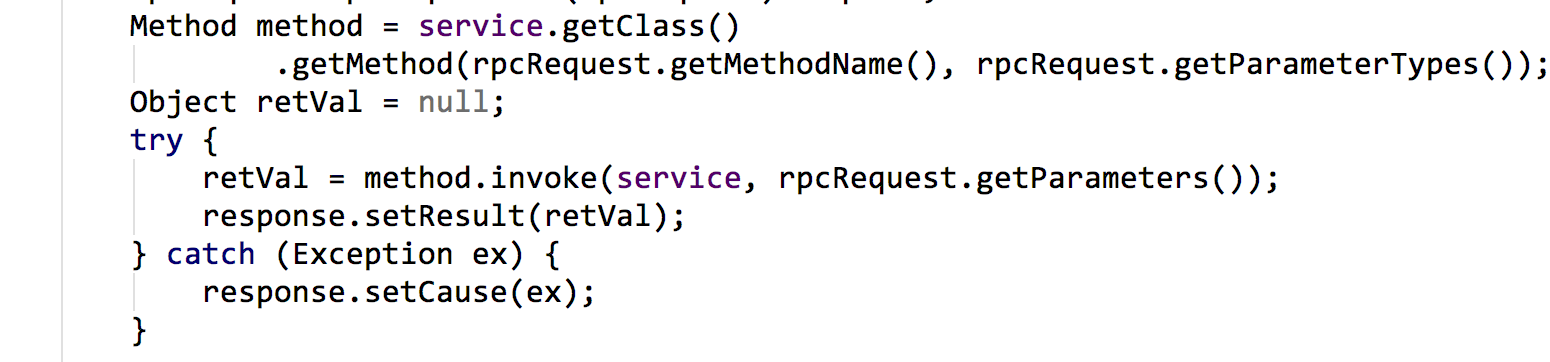 Method method = service.getClass()
.getMethod(rpcRequest.getMethodName(), rpcRequest.getParameterTypes());
Object retVal = null;
try {
retVal = method.invoke(service, rpcRequest.getParameters());
response.setResult(retVal);
} catch (Exception ex) {
response.setCause(ex);
}